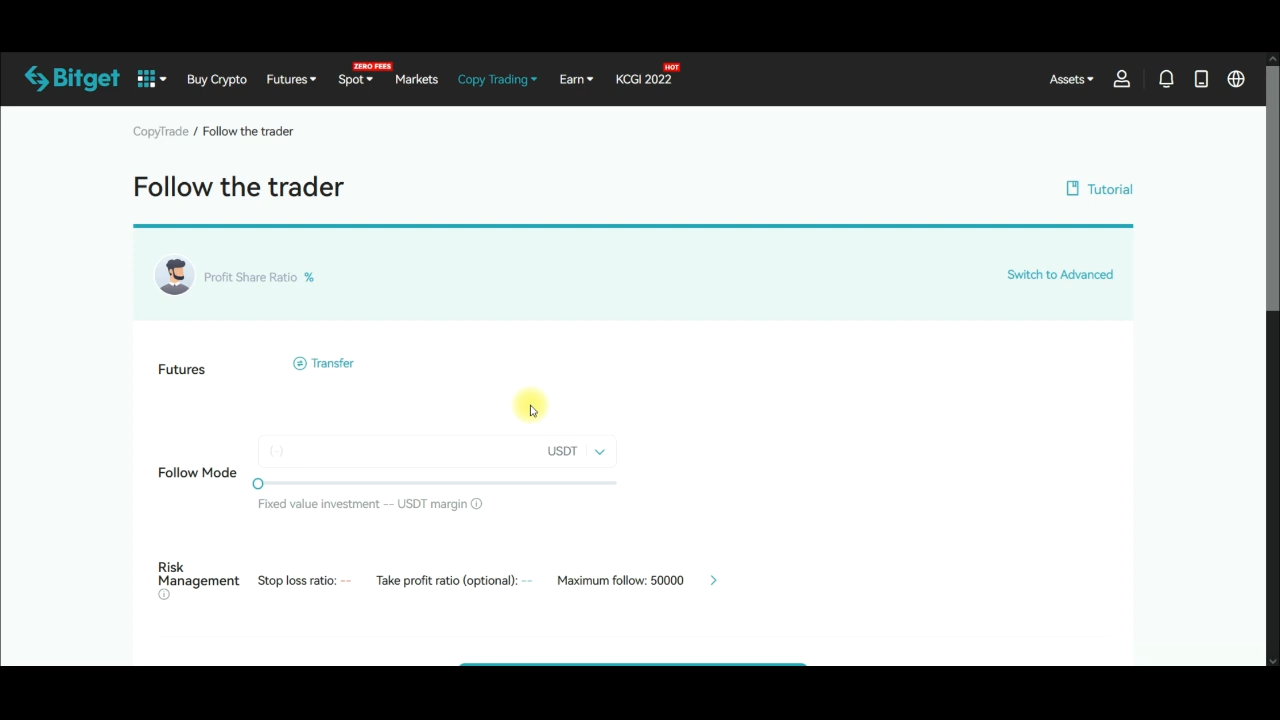 Bitget
Buy Crypto
Futures
Spot
ZERO FEES
Markets
Copy Trading
Earn
KCGI 2022
HOT
Assets
CopyTrade / Follow the trader
Follow the trader
Tutorial
Profit Share Ratio %
Switch to Advanced
Futures
Transfer
(-)
USDT
Follow Mode
Fixed value investment -- USDT margin
Risk
Management
Stop loss ratio: --
Take profit ratio (optional): --
Maximum follow: 50000